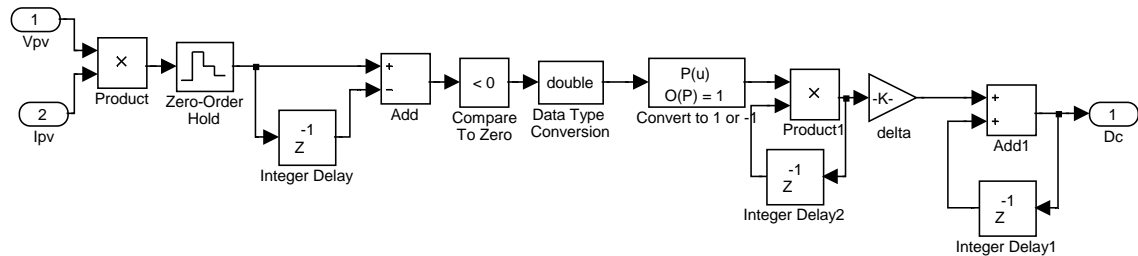 1
Vpv
2
Ipv
×
Product
Zero-Order
Hold
-1
Z
Integer Delay
+
−
Add
< 0
Compare
To Zero
double
Data Type
Conversion
P(u)
O(P) = 1
Convert to 1 or -1
×
Product1
-1
Z
Integer Delay2
-K-
delta
+
+
Add1
-1
Z
Integer Delay1
1
Dc